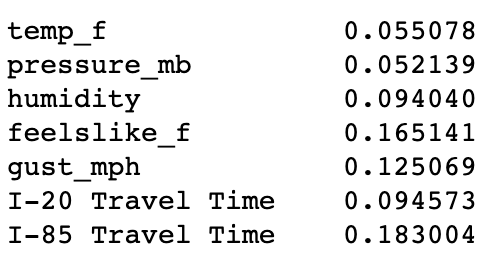 temp_f 0.055078
pressure_mb 0.052139
humidity 0.094040
feelslike_f 0.165141
gust_mph 0.125069
I-20 Travel Time 0.094573
I-85 Travel Time 0.183004